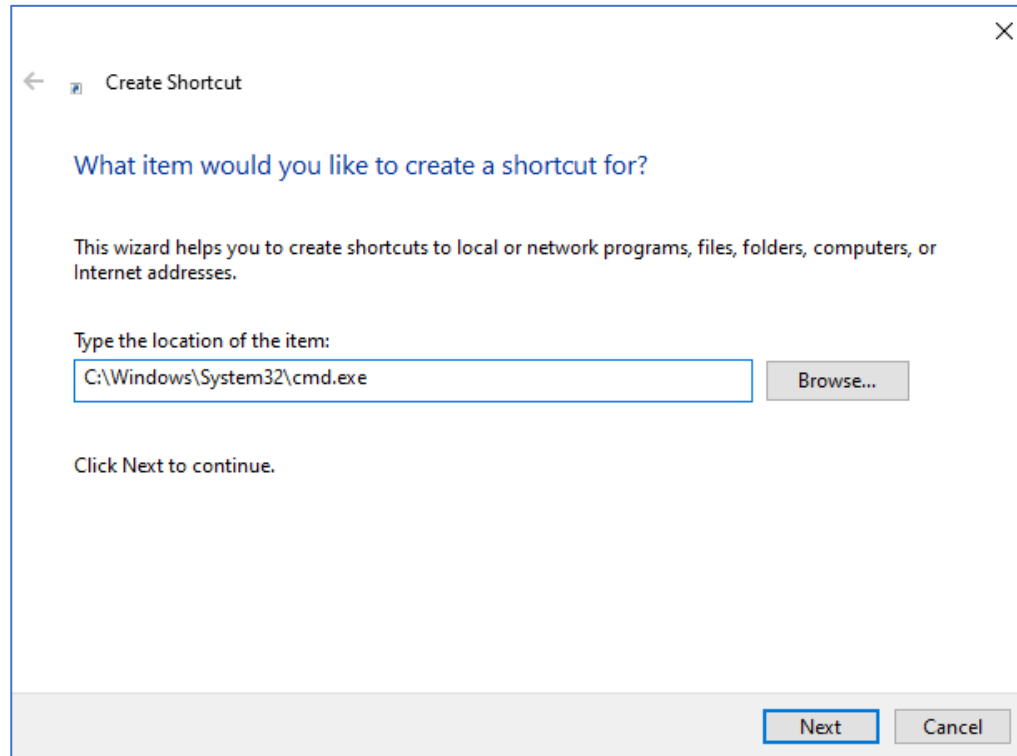 Create Shortcut
What item would you like to create a shortcut for?
This wizard helps you to create shortcuts to local or network programs, files, folders, computers, or
Internet addresses.
Type the location of the item:
C:\Windows\System32\cmd.exe
Browse...
Click Next to continue.
Next
Cancel